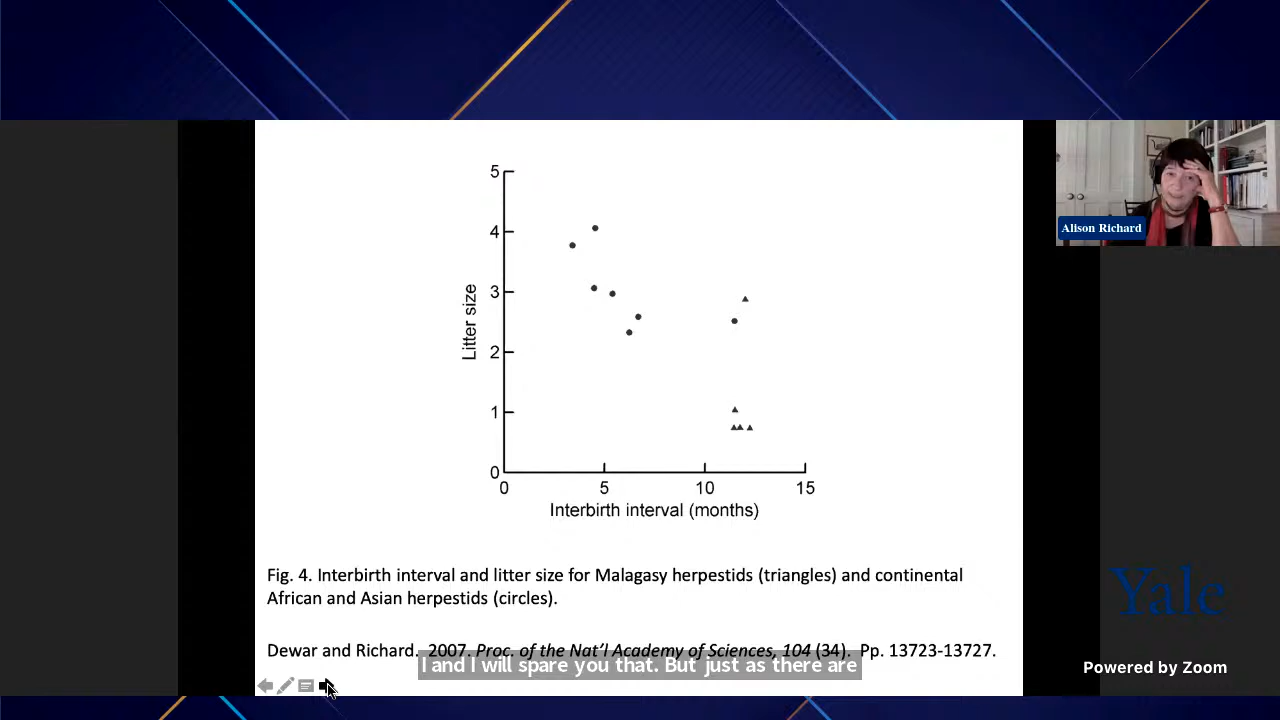 5
4
3
2
1
0
Litter size
0 5 10 15
Interbirth interval (months)
Fig. 4. Interbirth interval and litter size for Malagasy herpestids (triangles) and continental
African and Asian herpestids (circles).
Dewar and Richard. 2007. Proc. of the Nat'l Academy of Sciences, 104 (34). Pp. 13723-13727.
I and I will spare you that. But just as there are
Alison Richard
Yale
Powered by Zoom